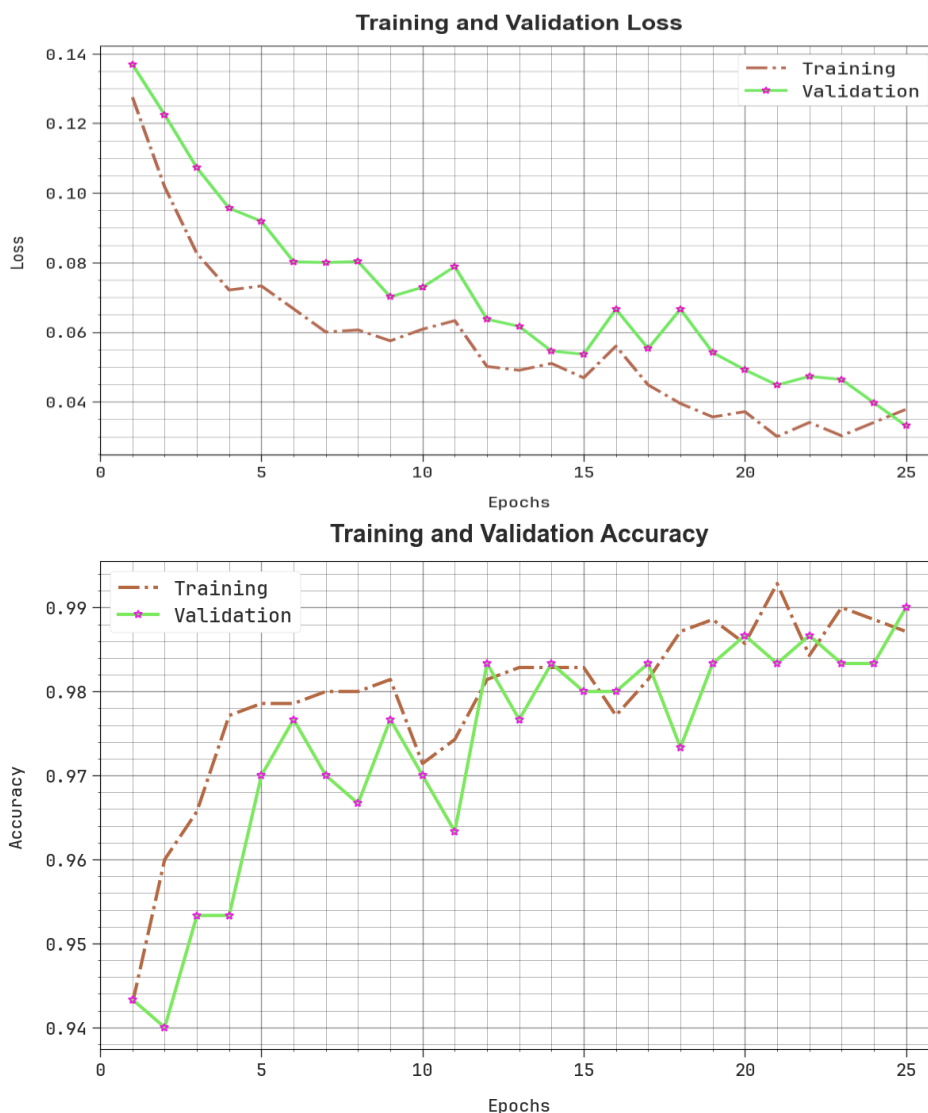 Training and Validation Loss
0.14
0.12
0.10
0.08
0.06
0.04
Loss
Training
Validation
0 5 10 15 20 25
Epochs
Training and Validation Accuracy
0.99
0.98
0.97
0.96
0.95
0.94
Accuracy
Training
Validation
0 5 10 15 20 25
Epochs